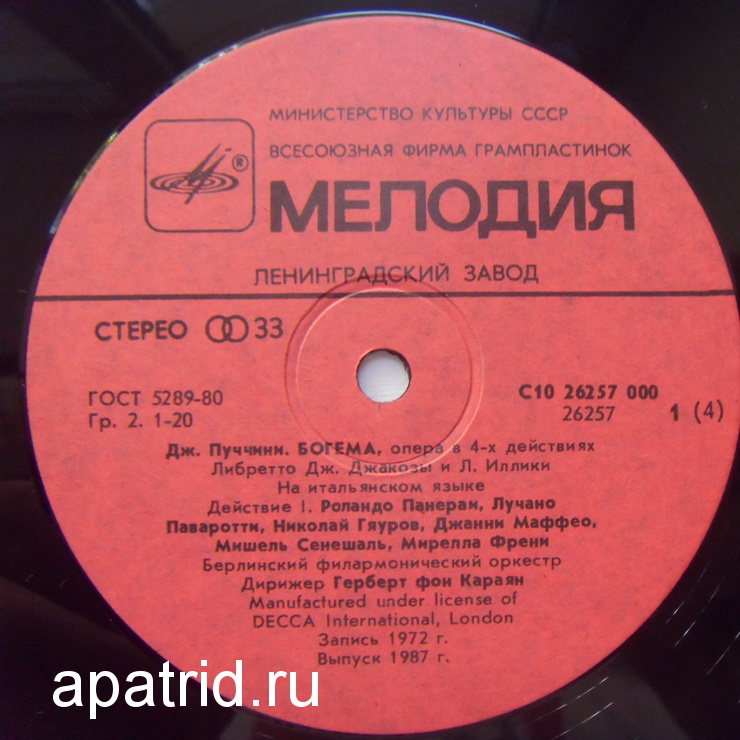 МИНИСТЕРСТВО КУЛЬТУРЫ СССР
ВСЕСОЮЗНАЯ ФИРМА ГРАМПЛАСТИНОК
®
МЕЛОДИЯ
ЛЕНИНГРАДСКИЙ ЗАВОД
СТЕРЕО 33
ГОСТ 5289-80
Гр. 2. 1-20
С10 26257 000
26257 1 (4)
Дж. Пуччини. БОГЕМА, опера в 4-х действиях
Либретто Дж. Джакозы и Л. Иллики
На итальянском языке
Действие I. Роландо Панераи, Лучано
Паваротти, Николай Гяуров, Джанни Маффео,
Мишель Сенешаль, Мирелла Френи
Берлинский филармонический оркестр
Дирижер Герберт фон Караян
Manufactured under license of
DECCA International, London
Запись 1972 г.
Выпуск 1987 г.
apatrid.ru